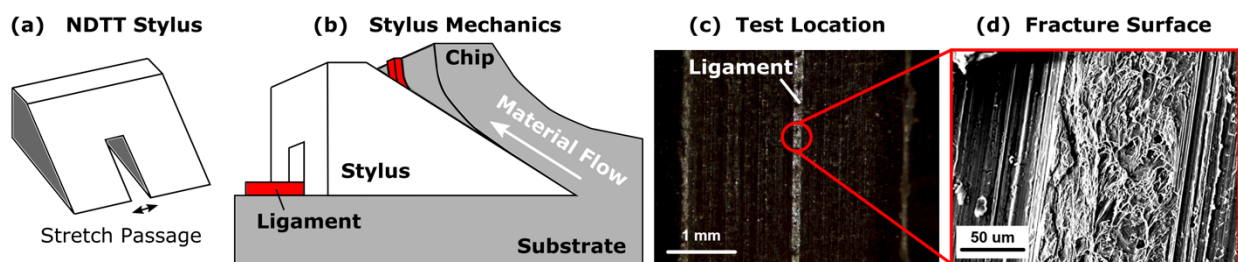 (a) NDTT Stylus
Stretch Passage
(b) Stylus Mechanics
Chip
Material Flow
Stylus
Ligament
Substrate
(c) Test Location
Ligament
1 mm
(d) Fracture Surface
50 um